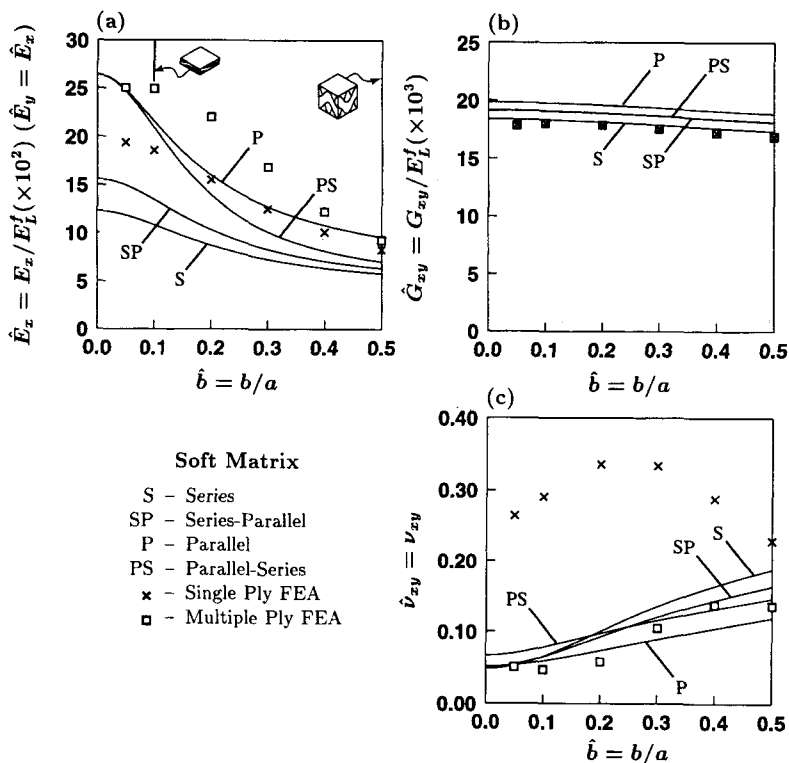 (a)
30
25
20
15
10
5
0
Ê_x = E_x/E_L^f(×10²) (Ê_y = Ê_x)
P
PS
SP
S
0.0 0.1 0.2 0.3 0.4 0.5
b̂ = b/a
(b)
25
20
15
10
5
0
Ĝ_xy = G_xy/E_L^f(×10³)
P
PS
S
SP
0.0 0.1 0.2 0.3 0.4 0.5
b̂ = b/a
Soft Matrix
S – Series
SP – Series-Parallel
P – Parallel
PS – Parallel-Series
× – Single Ply FEA
□ – Multiple Ply FEA
(c)
0.40
0.30
0.20
0.10
0.00
ν̂_xy = ν_xy
S
SP
PS
P
0.0 0.1 0.2 0.3 0.4 0.5
b̂ = b/a